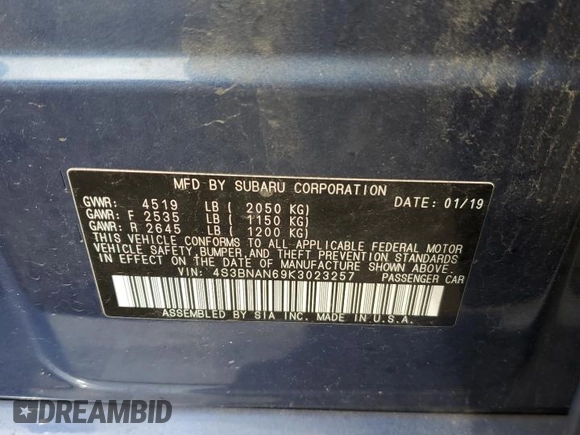 MFD BY SUBARU CORPORATION DATE: 01/19
GVWR: 4519 LB ( 2050 KG)
GAWR: F 2535 LB ( 1150 KG)
GAWR: R 2645 LB ( 1200 KG)
THIS VEHICLE CONFORMS TO ALL APPLICABLE FEDERAL MOTOR
VEHICLE SAFETY, BUMPER, AND THEFT PREVENTION STANDARDS
IN EFFECT ON THE DATE OF MANUFACTURE SHOWN ABOVE.
VIN: 4S3BNAN69K3023257 PASSENGER CAR
ASSEMBLED BY SIA INC. MADE IN U.S.A.
DREAMBID